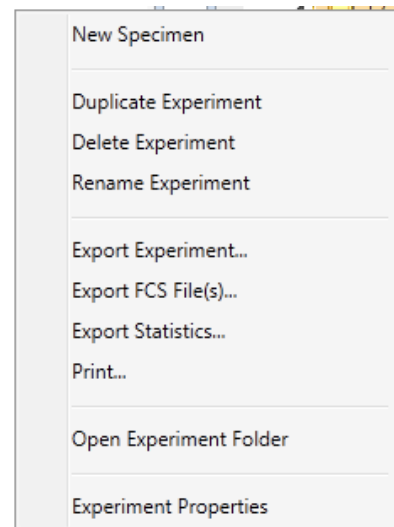 New Specimen
Duplicate Experiment
Delete Experiment
Rename Experiment
Export Experiment...
Export FCS File(s)...
Export Statistics...
Print...
Open Experiment Folder
Experiment Properties